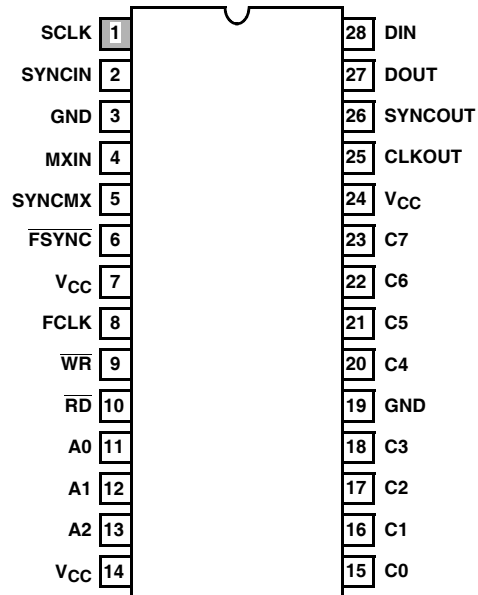 SCLK 1 28 DIN
SYNCIN 2 27 DOUT
GND 3 26 SYNCOUT
MXIN 4 25 CLKOUT
SYNCMX 5 24 VCC
FSYNC 6 23 C7
VCC 7 22 C6
FCLK 8 21 C5
WR 9 20 C4
RD 10 19 GND
A0 11 18 C3
A1 12 17 C2
A2 13 16 C1
VCC 14 15 C0